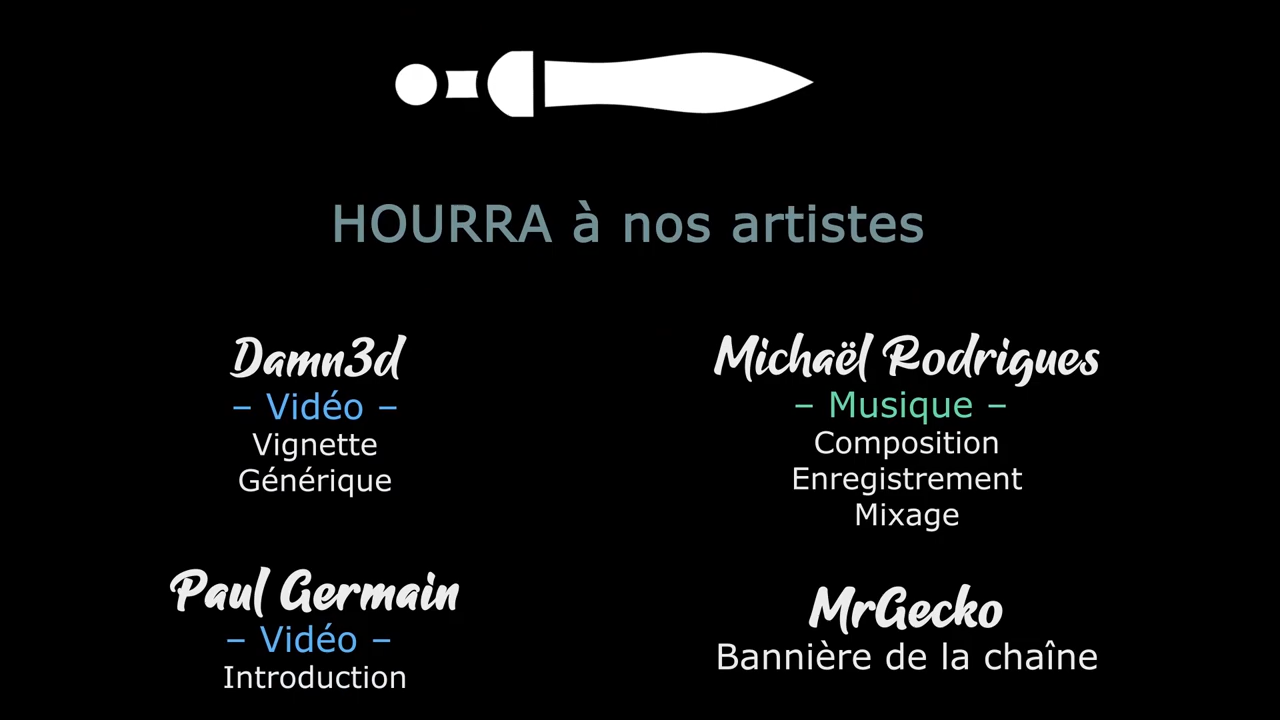 HOURRA à nos artistes
Damn3d
– Vidéo –
Vignette
Générique
Michaël Rodrigues
– Musique –
Composition
Enregistrement
Mixage
Paul Germain
– Vidéo –
Introduction
MrGecko
Bannière de la chaîne